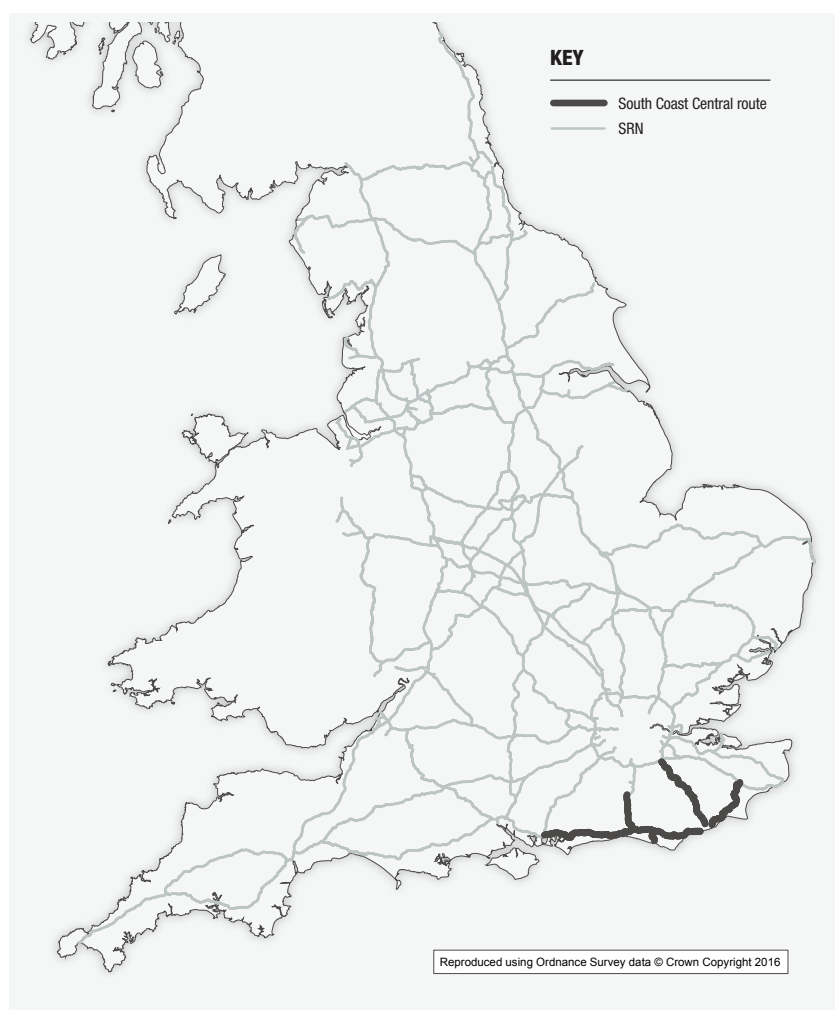 KEY
South Coast Central route
SRN
Reproduced using Ordnance Survey data © Crown Copyright 2016